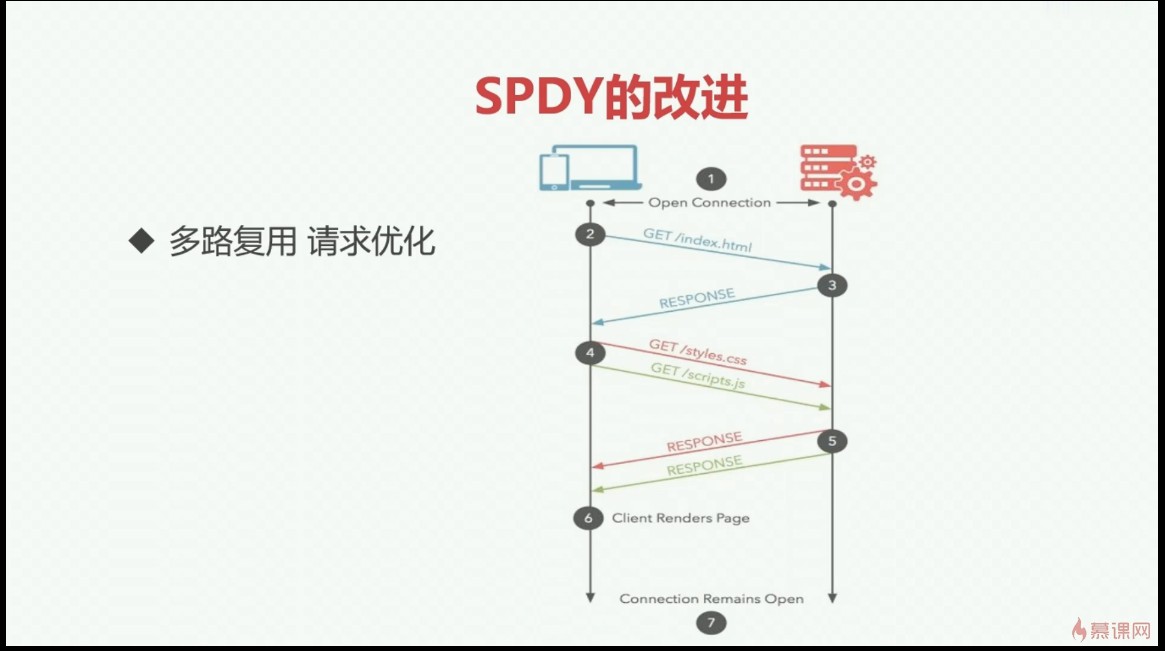 SPDY的改进
◆ 多路复用 请求优化
1
Open Connection
2
GET /index.html
3
RESPONSE
4
GET /styles.css
GET /scripts.js
5
RESPONSE
RESPONSE
6 Client Renders Page
Connection Remains Open
7
慕课网